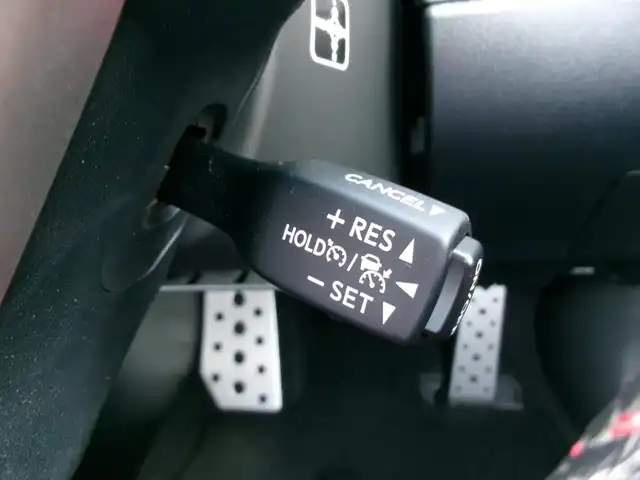 CANCEL
+ RES
HOLD /
− SET